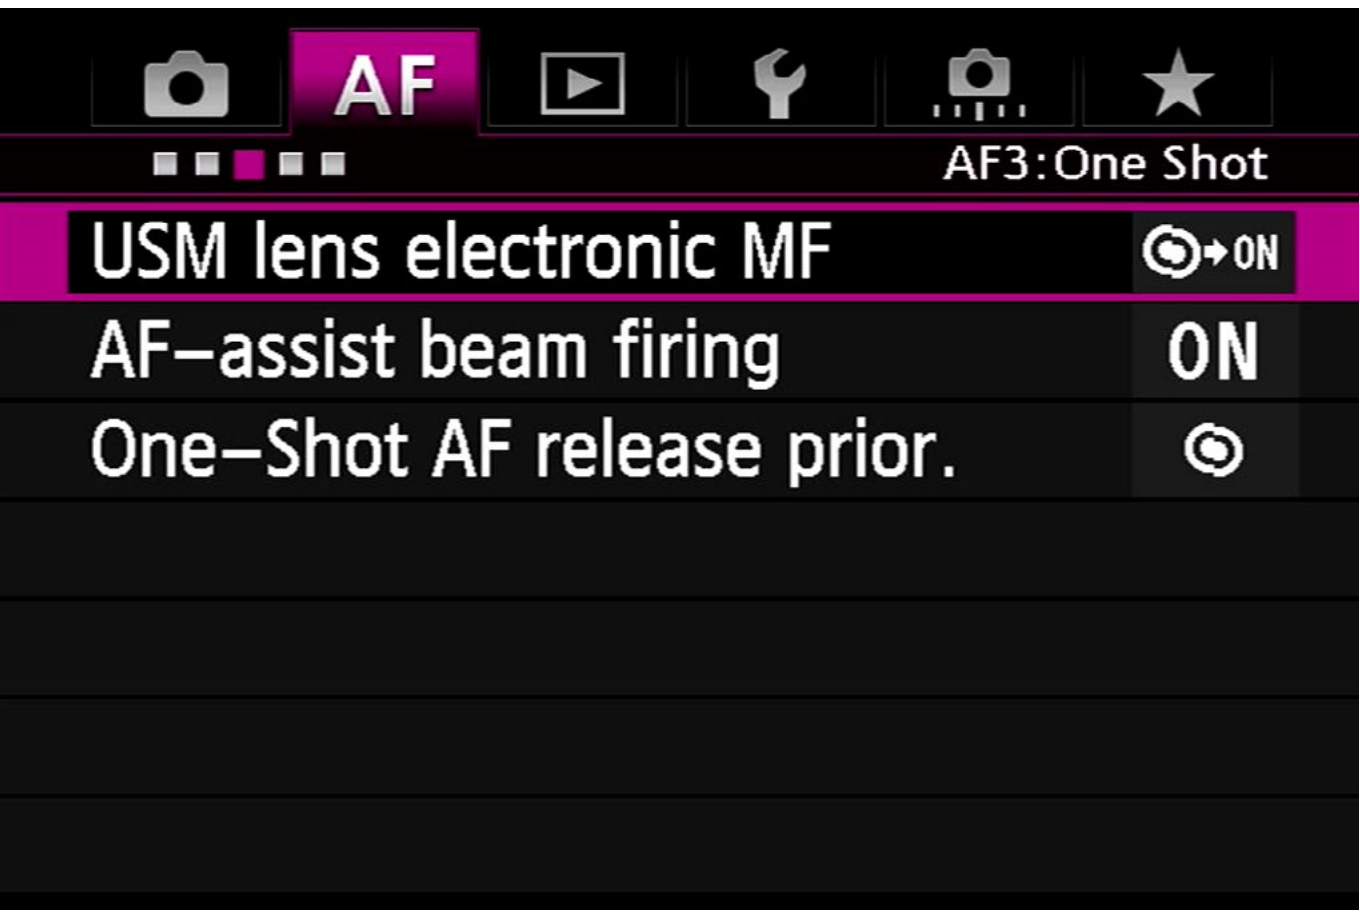 AF
AF3:One Shot
USM lens electronic MF ON
AF-assist beam firing ON
One-Shot AF release prior.